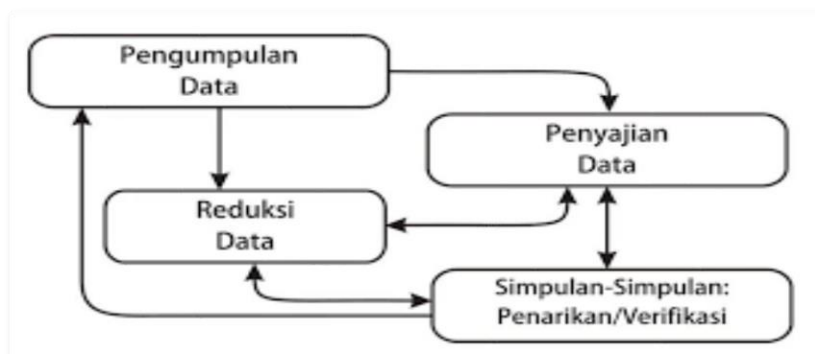 Pengumpulan
Data
Penyajian
Data
Reduksi
Data
Simpulan-Simpulan:
Penarikan/Verifikasi